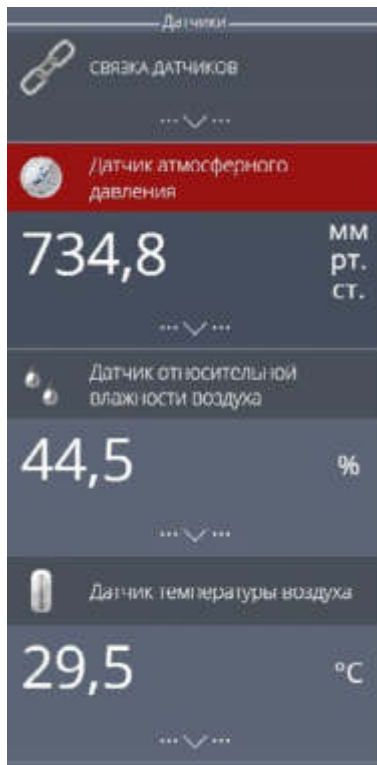 Датчики
СВЯЗКА ДАТЧИКОВ
Датчик атмосферного
давления
734,8
мм
рт.
ст.
Датчик относительной
влажности воздуха
44,5
%
Датчик температуры воздуха
29,5
°C